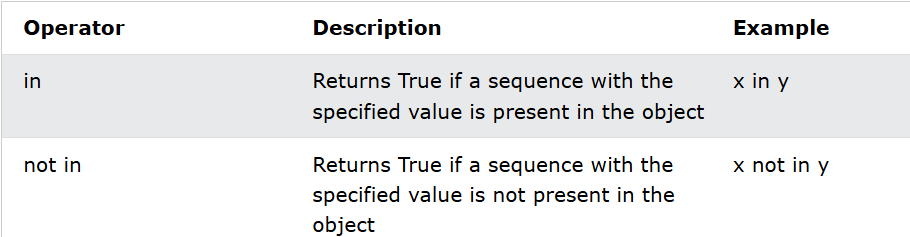 Operator Description Example
in Returns True if a sequence with the x in y
specified value is present in the object
not in Returns True if a sequence with the x not in y
specified value is not present in the
object